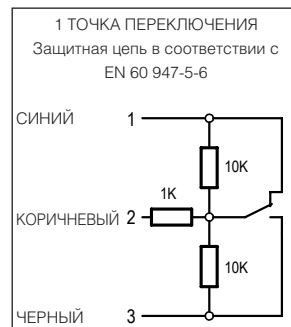 1 ТОЧКА ПЕРЕКЛЮЧЕНИЯ
Защитная цепь в соответствии с
EN 60 947-5-6
СИНИЙ 1
10K
1K
КОРИЧНЕВЫЙ 2
10K
ЧЕРНЫЙ 3